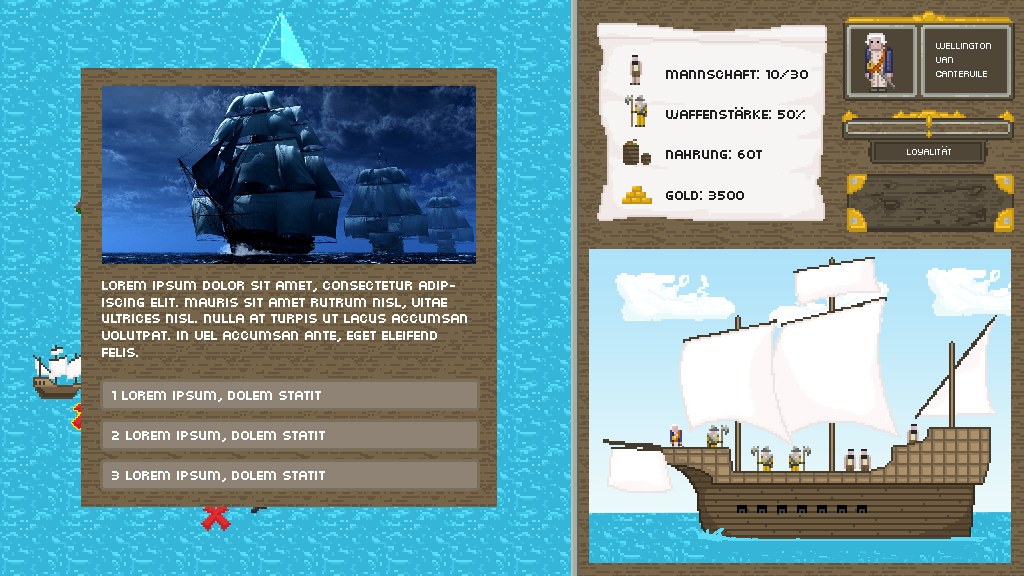 LOREM IPSUM DOLOR SIT AMET, CONSECTETUR ADIP-
ISCING ELIT. MAURIS SIT AMET RUTRUM NISL, VITAE
ULTRICES NISL. NULLA AT TURPIS UT LACUS ACCUMSAN
VOLUTPAT. IN VEL ACCUMSAN ANTE, EGET ELEIFEND
FELIS.
1 LOREM IPSUM, DOLEM STATIT
2 LOREM IPSUM, DOLEM STATIT
3 LOREM IPSUM, DOLEM STATIT
MANNSCHAFT: 10/30
WAFFENSTÄRKE: 50%
NAHRUNG: 60T
GOLD: 3500
WELLINGTON
VAN
CANTERVILE
LOYALITÄT